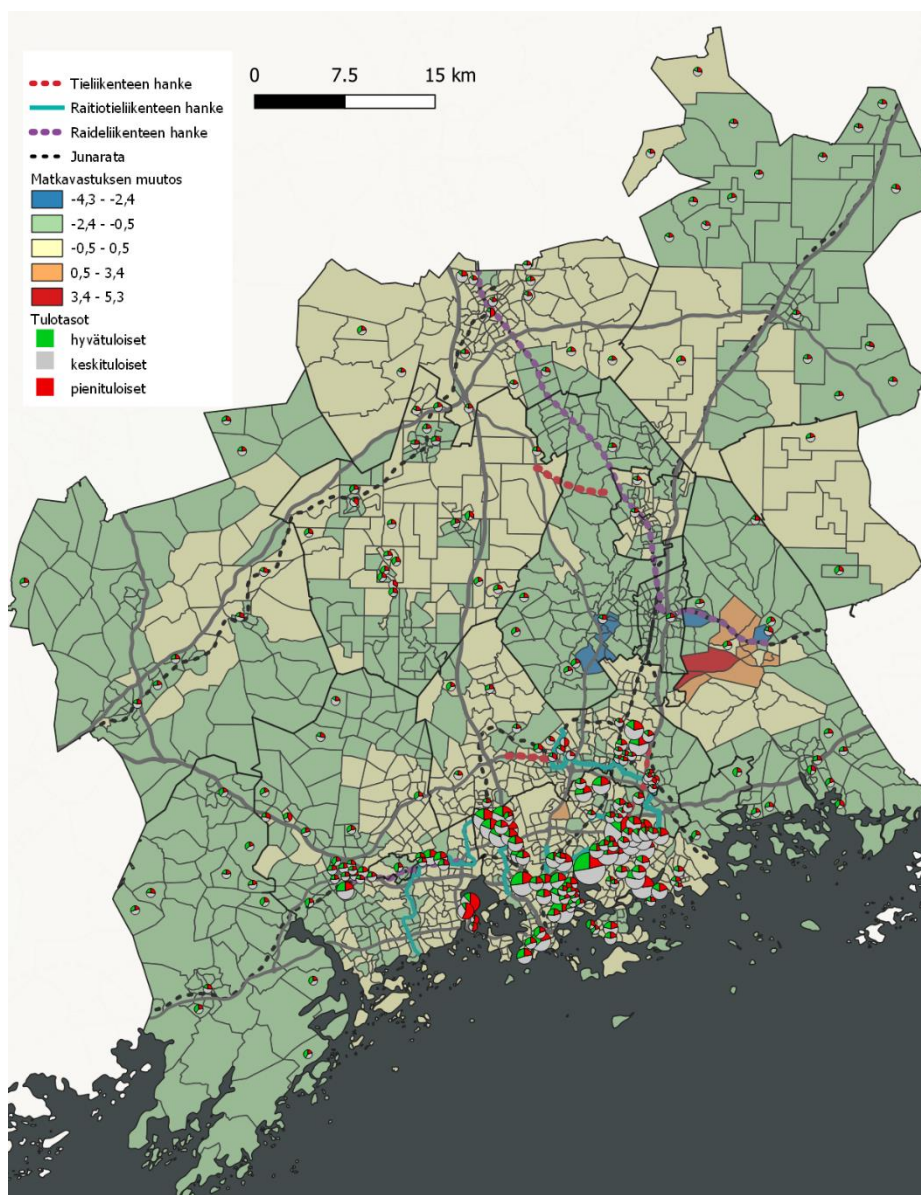 0 7.5 15 km
Tieliikenteen hanke
Raitiotieliikenteen hanke
Raideliikenteen hanke
Junarata
Matkavastuksen muutos
-4,3 - -2,4
-2,4 - -0,5
-0,5 - 0,5
0,5 - 3,4
3,4 - 5,3
Tulotasot
hyvätuloiset
keskituloiset
pienituloiset